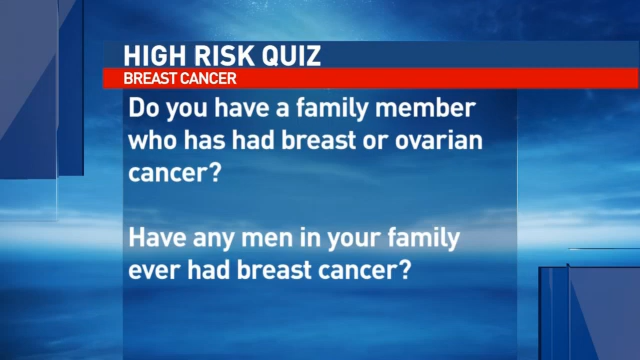 HIGH RISK QUIZ
BREAST CANCER
Do you have a family member
who has had breast or ovarian
cancer?
Have any men in your family
ever had breast cancer?